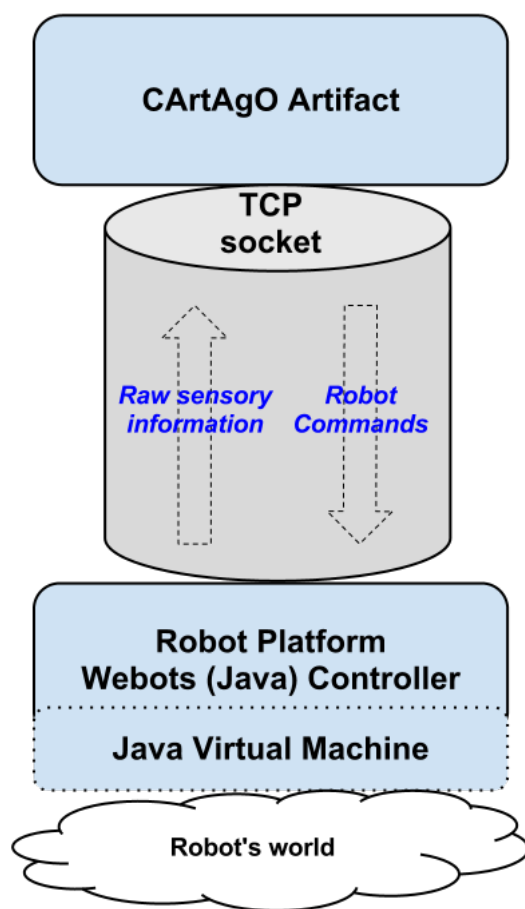 CArtAgO Artifact
TCP
socket
Raw sensory
information
Robot
Commands
Robot Platform
Webots (Java) Controller
Java Virtual Machine
Robot's world